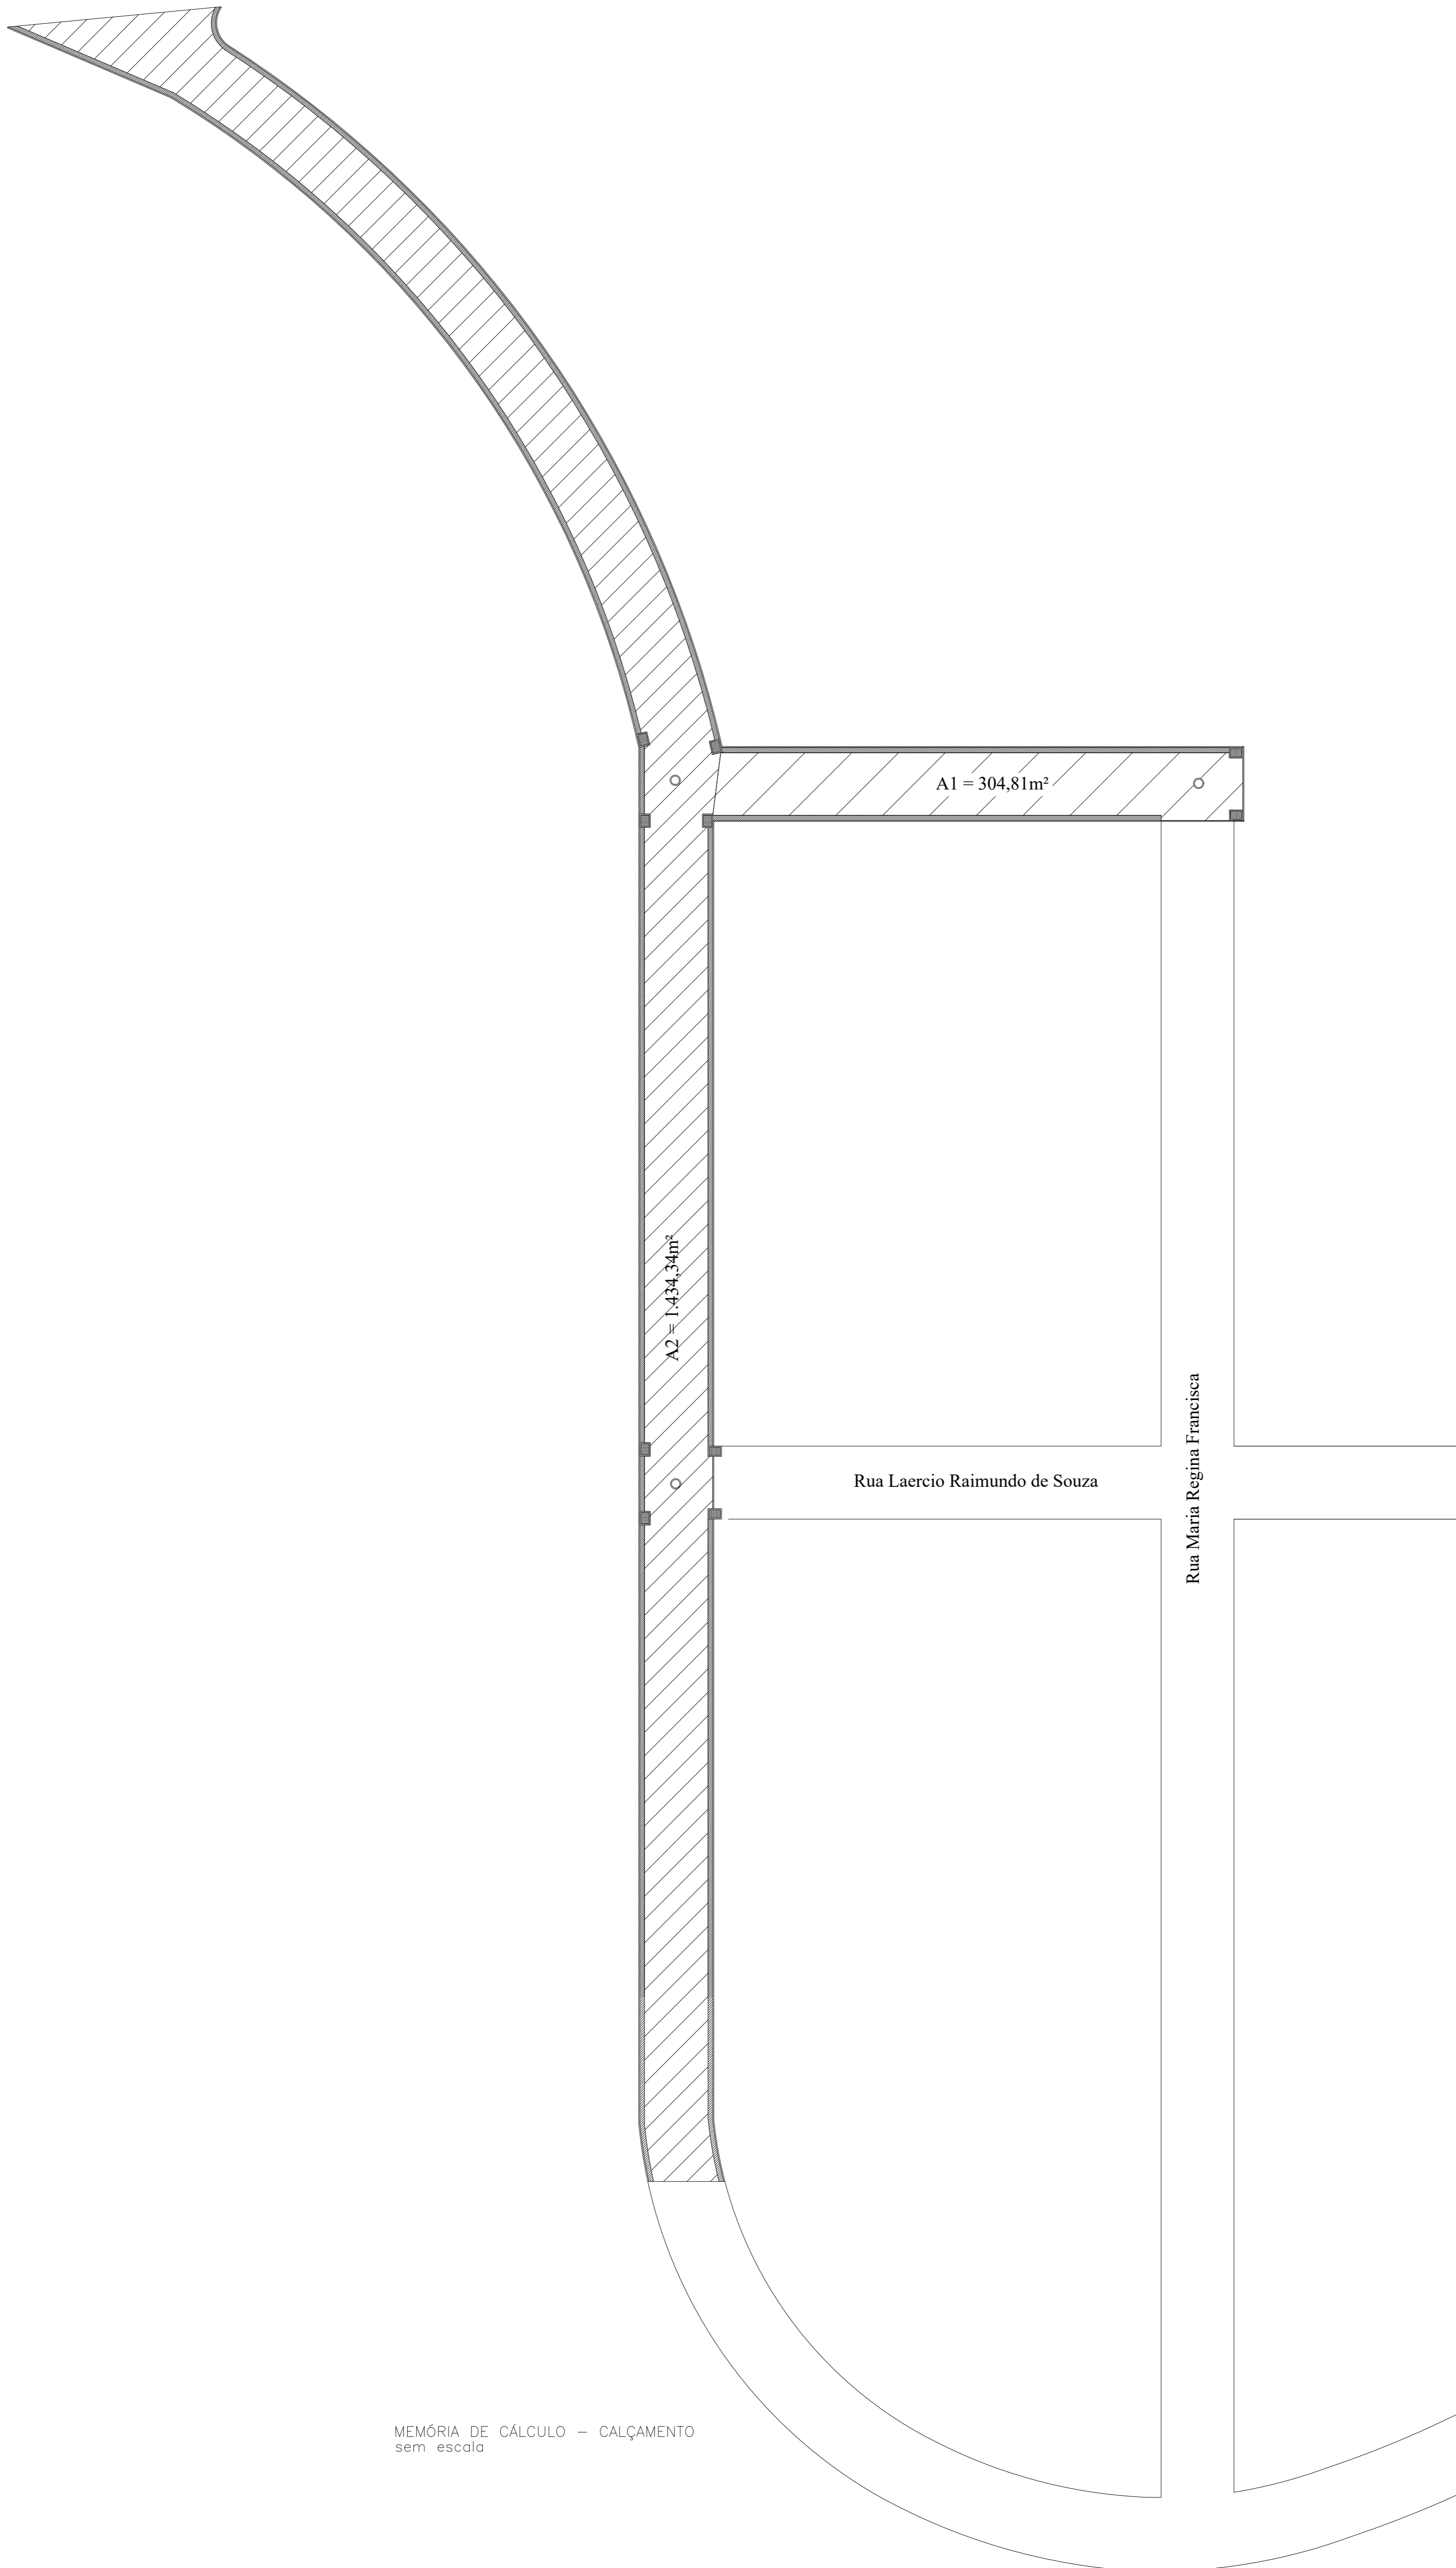 A1 = 304,81m²
A2 = 1.434,34m²
Rua Maria Regina Francisca
Rua Laercio Raimundo de Souza
MEMÓRIA DE CÁLCULO – CALÇAMENTO
sem escala